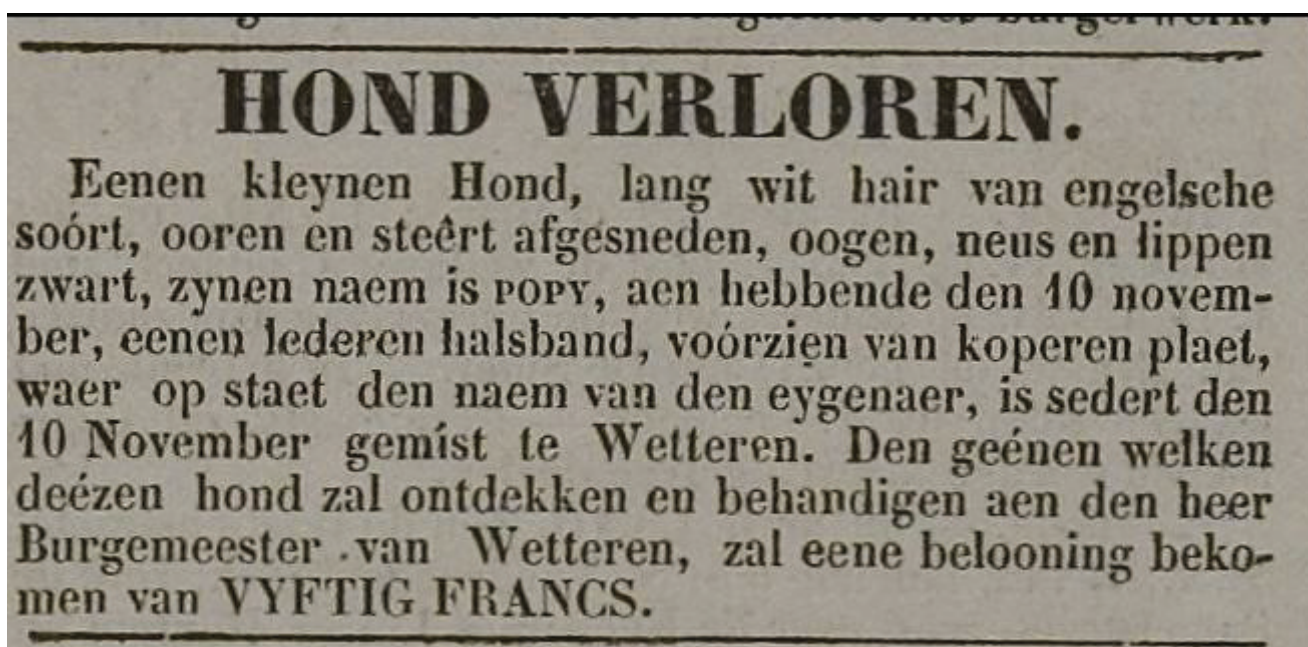 HOND VERLOREN.
Eenen kleynen Hond, lang wit hair van engelsche
soórt, ooren en steêrt afgesneden, oogen, neus en lippen
zwart, zynen naem is POPY, aen hebbende den 10 novem-
ber, eenen lederen halsband, voórzien van koperen plaet,
waer op staet den naem van den eygenaer, is sedert den
10 November gemist te Wetteren. Den geénen welken
deézen hond zal ontdekken en behandigen aen den heer
Burgemeester van Wetteren, zal eene belooning beko-
men van VYFTIG FRANCS.